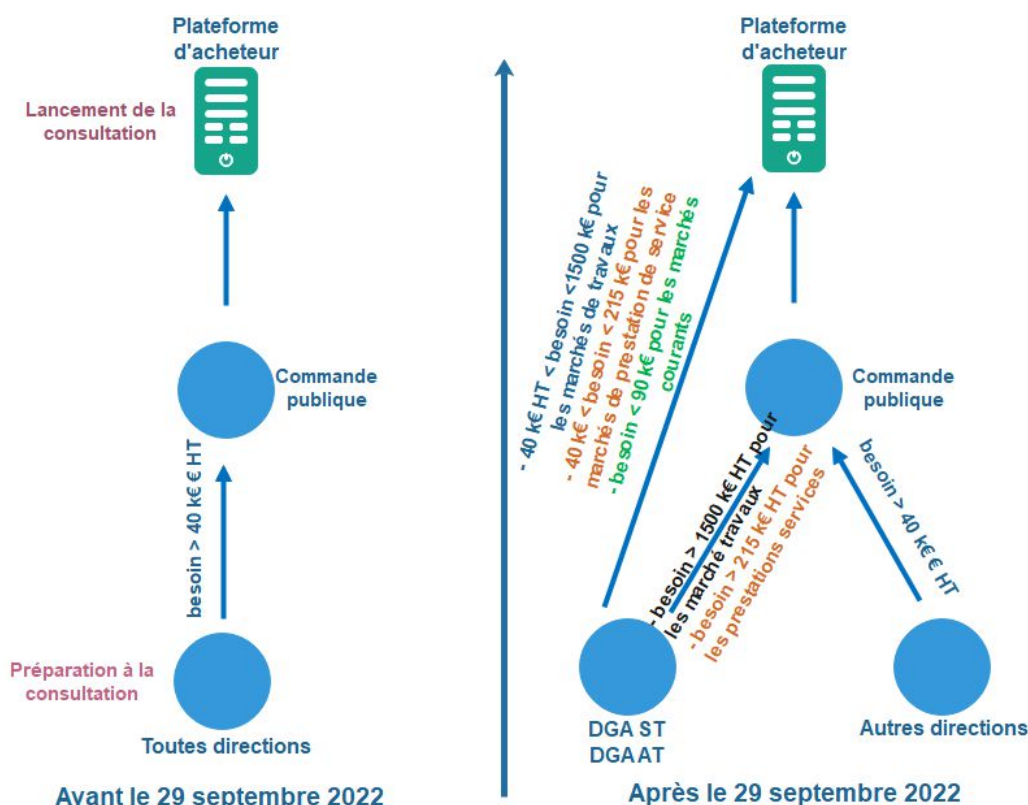 Plateforme
d'acheteur
Lancement de la
consultation
Commande
publique
besoin > 40 k€ € HT
Préparation à la
consultation
Toutes directions
Avant le 29 septembre 2022
Plateforme
d'acheteur
- 40 k€ HT < besoin <1500 k€ pour
les marchés de travaux
- 40 k€ < besoin < 215 k€ pour les
marchés de prestation de service
- besoin < 90 k€ pour les marchés
courants
Commande
publique
- besoin > 1500 k€ HT pour
les marché travaux
- besoin > 215 k€ HT pour
les prestations services
besoin > 40 k€ € HT
DGA ST
DGAAT
Autres directions
Après le 29 septembre 2022